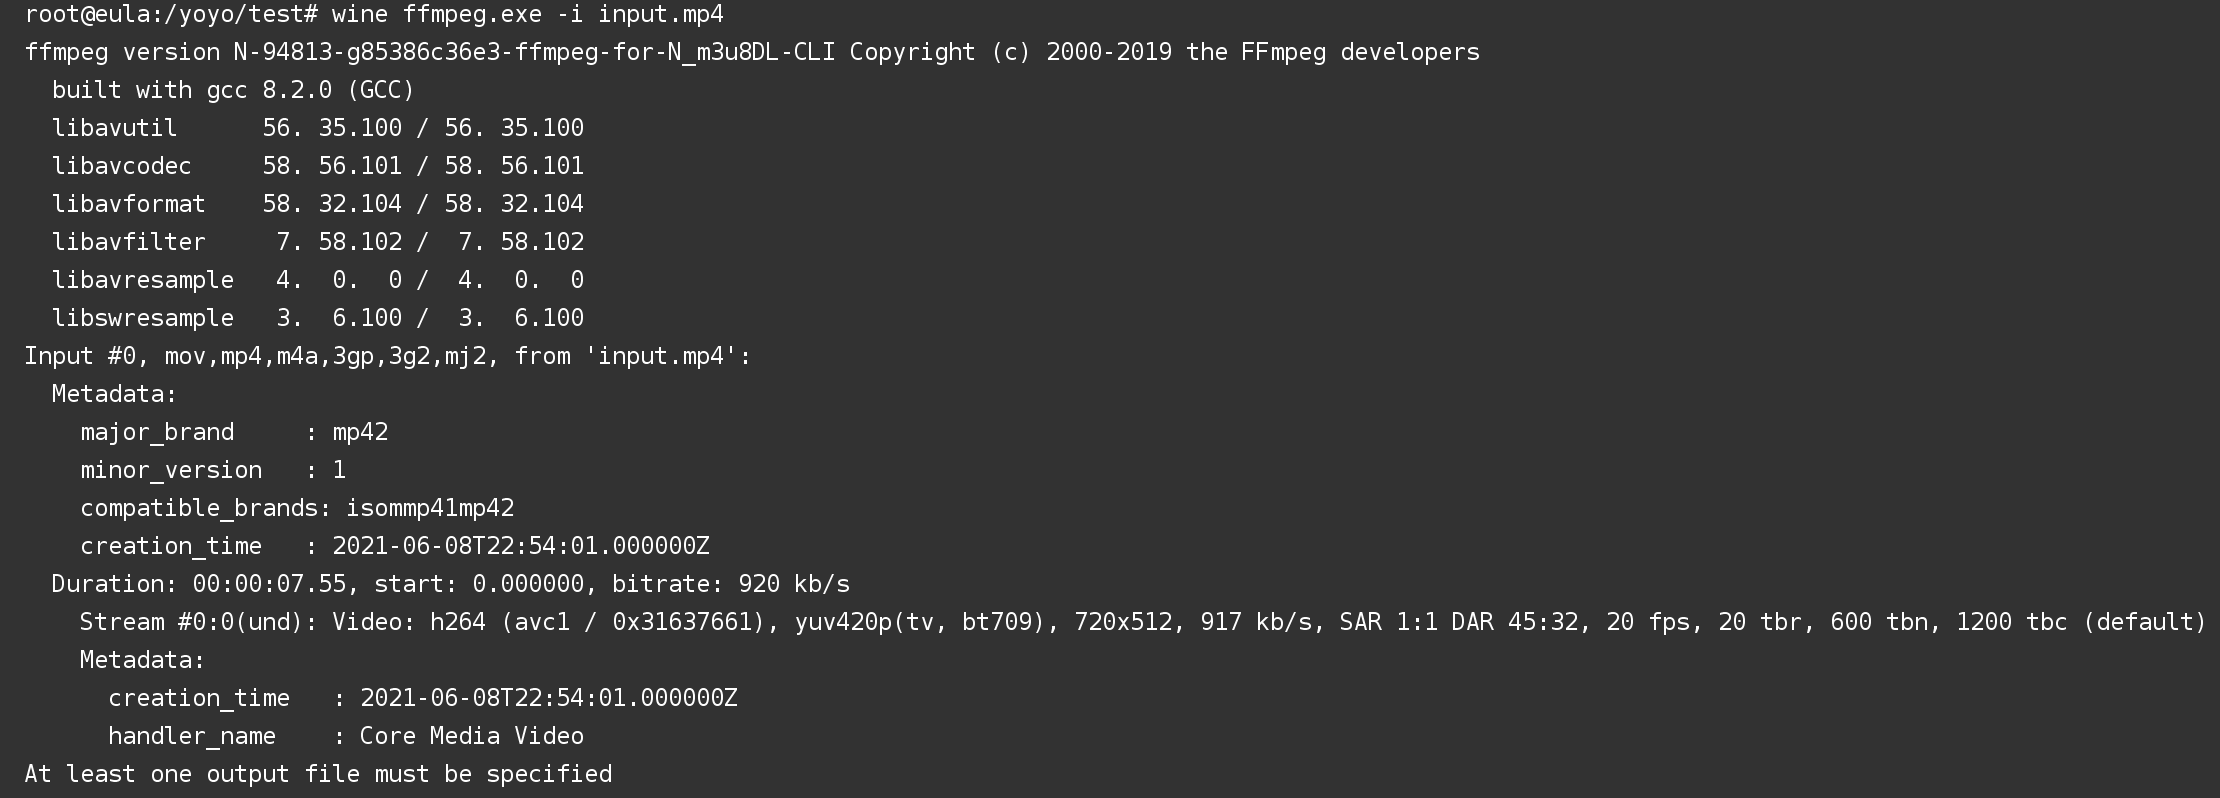 root@eula:/yoyo/test# wine ffmpeg.exe -i input.mp4
ffmpeg version N-94813-g85386c36e3-ffmpeg-for-N_m3u8DL-CLI Copyright (c) 2000-2019 the FFmpeg developers
  built with gcc 8.2.0 (GCC)
  libavutil      56. 35.100 / 56. 35.100
  libavcodec     58. 56.101 / 58. 56.101
  libavformat    58. 32.104 / 58. 32.104
  libavfilter     7. 58.102 /  7. 58.102
  libavresample   4.  0.  0 /  4.  0.  0
  libswresample   3.  6.100 /  3.  6.100
Input #0, mov,mp4,m4a,3gp,3g2,mj2, from 'input.mp4':
  Metadata:
    major_brand     : mp42
    minor_version   : 1
    compatible_brands: isommp41mp42
    creation_time   : 2021-06-08T22:54:01.000000Z
  Duration: 00:00:07.55, start: 0.000000, bitrate: 920 kb/s
    Stream #0:0(und): Video: h264 (avc1 / 0x31637661), yuv420p(tv, bt709), 720x512, 917 kb/s, SAR 1:1 DAR 45:32, 20 fps, 20 tbr, 600 tbn, 1200 tbc (default)
    Metadata:
      creation_time   : 2021-06-08T22:54:01.000000Z
      handler_name    : Core Media Video
At least one output file must be specified